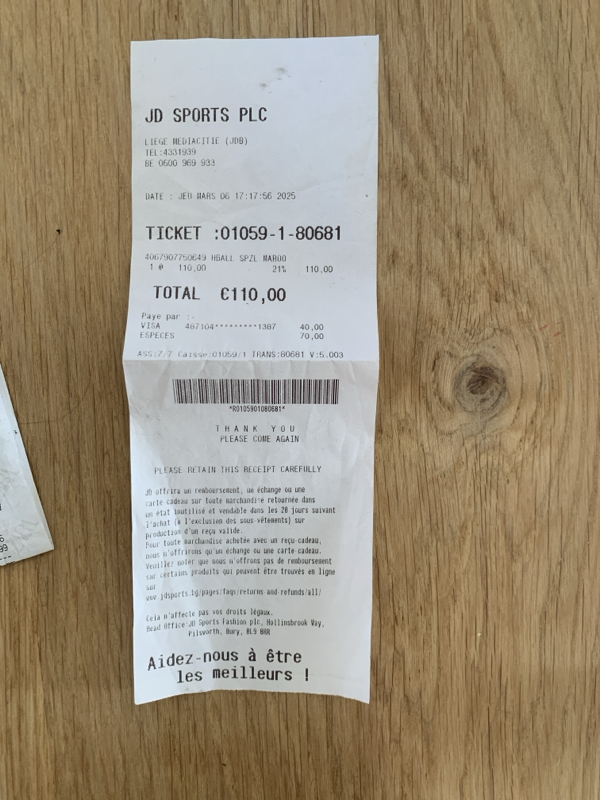 JD SPORTS PLC
LIEGE MEDIACITIE (JDB)
TEL:4331939
BE 0600 969 933
DATE : JEU MARS 06 17:17:56 2025
TICKET :01059-1-80681
4067907750649 HBALL SPZL MAROO
1 @ 110,00 21% 110,00
TOTAL €110,00
Paye par :-
VISA 487104*********1387 40,00
ESPECES 70,00
ASS:7/7 Caisse:01059/1 TRANS:80681 V:5.003
*R0105901080681*
THANK YOU
PLEASE COME AGAIN
PLEASE RETAIN THIS RECEIPT CAREFULLY
JD offrira un remboursement, un échange ou une
carte-cadeau sur toute marchandise retournée dans
un état inutilisé et vendable dans les 28 jours suivant
l'achat (à l'exclusion des sous-vêtements) sur
production d'un reçu valide.
Pour toute marchandise achetée avec un reçu-cadeau,
nous n'offrirons qu'un échange ou une carte-cadeau.
Veuillez noter que nous n'offrons pas de remboursement
sur certains produits qui peuvent être trouvés en ligne
sur
www.jdsports.bg/pages/faqs/returns-and-refunds/all/
Cela n'affecte pas vos droits légaux.
Head Office:JD Sports Fashion plc, Hollinsbrook Way,
Pilsworth, Bury, BL9 8RR
Aidez-nous à être
les meilleurs !